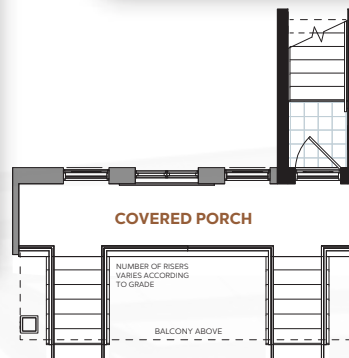 COVERED PORCH
NUMBER OF RISERS
VARIES ACCORDING
TO GRADE
BALCONY ABOVE